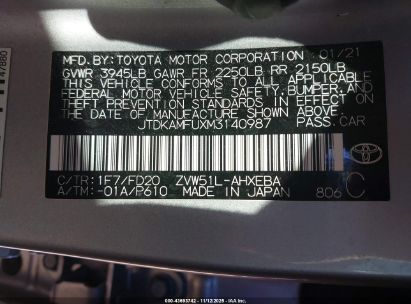 MFD. BY: TOYOTA MOTOR CORPORATION 01/21
GVWR 3945LB GAWR FR 2250LB RR 2150LB
THIS VEHICLE CONFORMS TO ALL APPLICABLE
FEDERAL MOTOR VEHICLE SAFETY, BUMPER, AND
THEFT PREVENTION STANDARDS IN EFFECT ON
THE DATE OF MANUFACTURE SHOWN ABOVE.
JTDKAMFUXM3140987 PASS. CAR
C/TR: 1F7/FD20 ZVW51L-AHXEBA C
A/TM: -01A/P610 MADE IN JAPAN 806
TOYOTA
47880
000-43693742 - 11/12/2025 - IAA Inc.